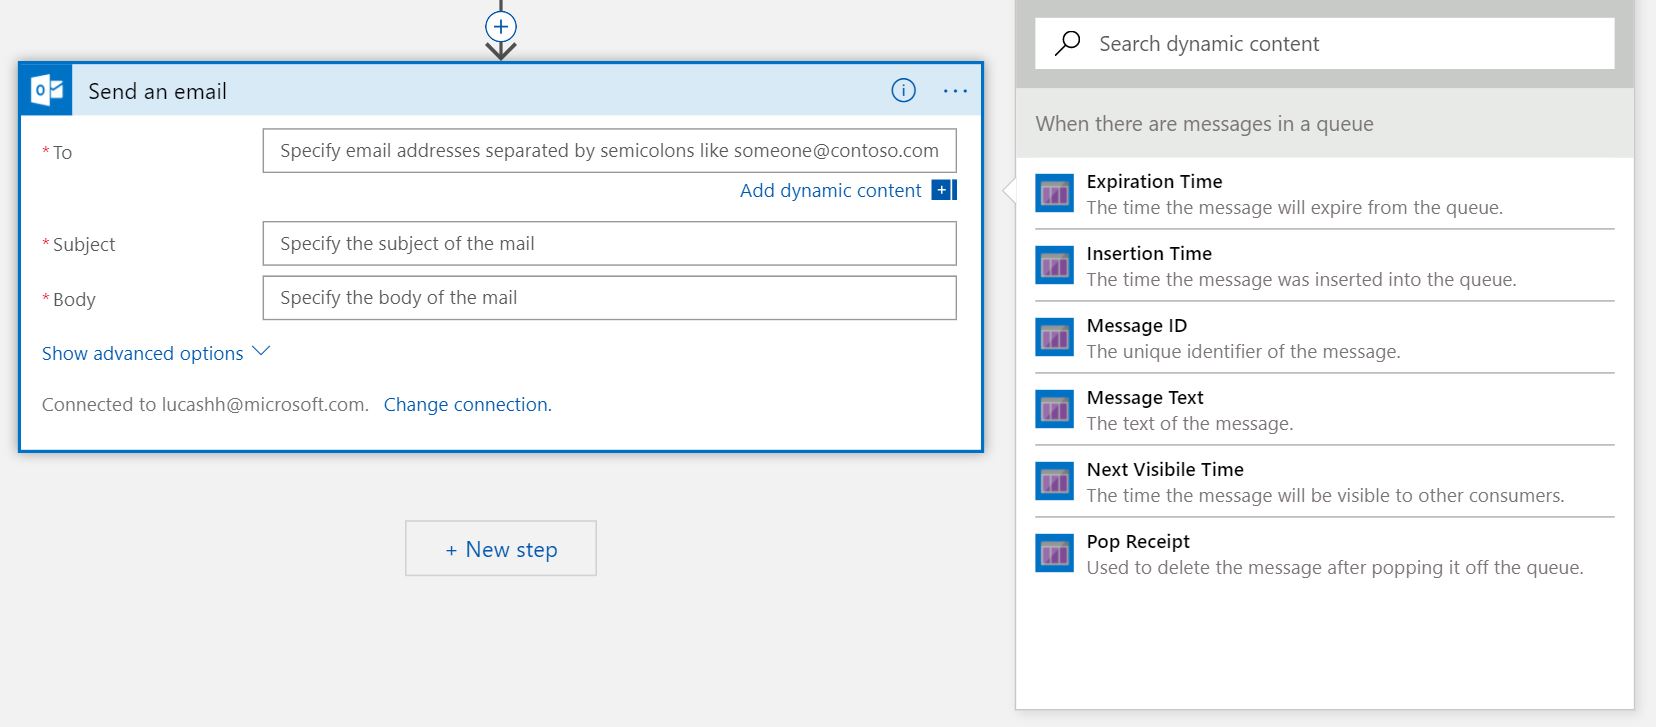 Send an email
* To
Specify email addresses separated by semicolons like someone@contoso.com
Add dynamic content
* Subject
Specify the subject of the mail
* Body
Specify the body of the mail
Show advanced options
Connected to lucashh@microsoft.com. Change connection.
+ New step
Search dynamic content
When there are messages in a queue
Expiration Time
The time the message will expire from the queue.
Insertion Time
The time the message was inserted into the queue.
Message ID
The unique identifier of the message.
Message Text
The text of the message.
Next Visibile Time
The time the message will be visible to other consumers.
Pop Receipt
Used to delete the message after popping it off the queue.